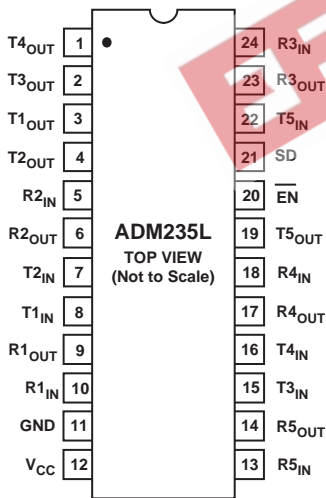 T4OUT 1 24 R3IN
T3OUT 2 23 R3OUT
T1OUT 3 22 T5IN
T2OUT 4 21 SD
R2IN 5 20 EN
R2OUT 6 ADM235L 19 T5OUT
TOP VIEW
T2IN 7 (Not to Scale) 18 R4IN
T1IN 8 17 R4OUT
R1OUT 9 16 T4IN
R1IN 10 15 T3IN
GND 11 14 R5OUT
VCC 12 13 R5IN